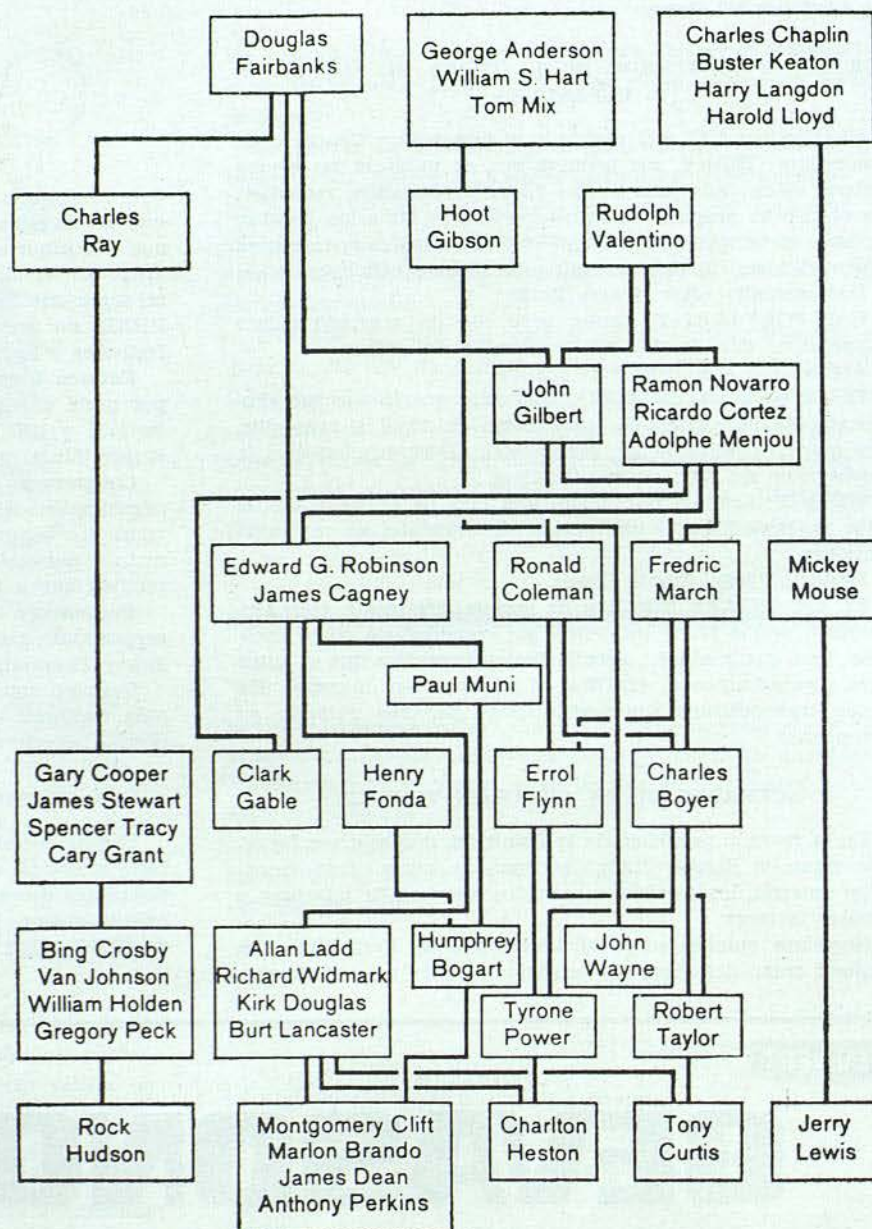 Douglas
Fairbanks
George Anderson
William S. Hart
Tom Mix
Charles Chaplin
Buster Keaton
Harry Langdon
Harold Lloyd
Charles
Ray
Hoot
Gibson
Rudolph
Valentino
John
Gilbert
Ramon Novarro
Ricardo Cortez
Adolphe Menjou
Edward G. Robinson
James Cagney
Ronald
Coleman
Fredric
March
Mickey
Mouse
Paul Muni
Gary Cooper
James Stewart
Spencer Tracy
Cary Grant
Clark
Gable
Henry
Fonda
Errol
Flynn
Charles
Boyer
Bing Crosby
Van Johnson
William Holden
Gregory Peck
Allan Ladd
Richard Widmark
Kirk Douglas
Burt Lancaster
Humphrey
Bogart
John
Wayne
Tyrone
Power
Robert
Taylor
Rock
Hudson
Montgomery Clift
Marlon Brando
James Dean
Anthony Perkins
Charlton
Heston
Tony
Curtis
Jerry
Lewis